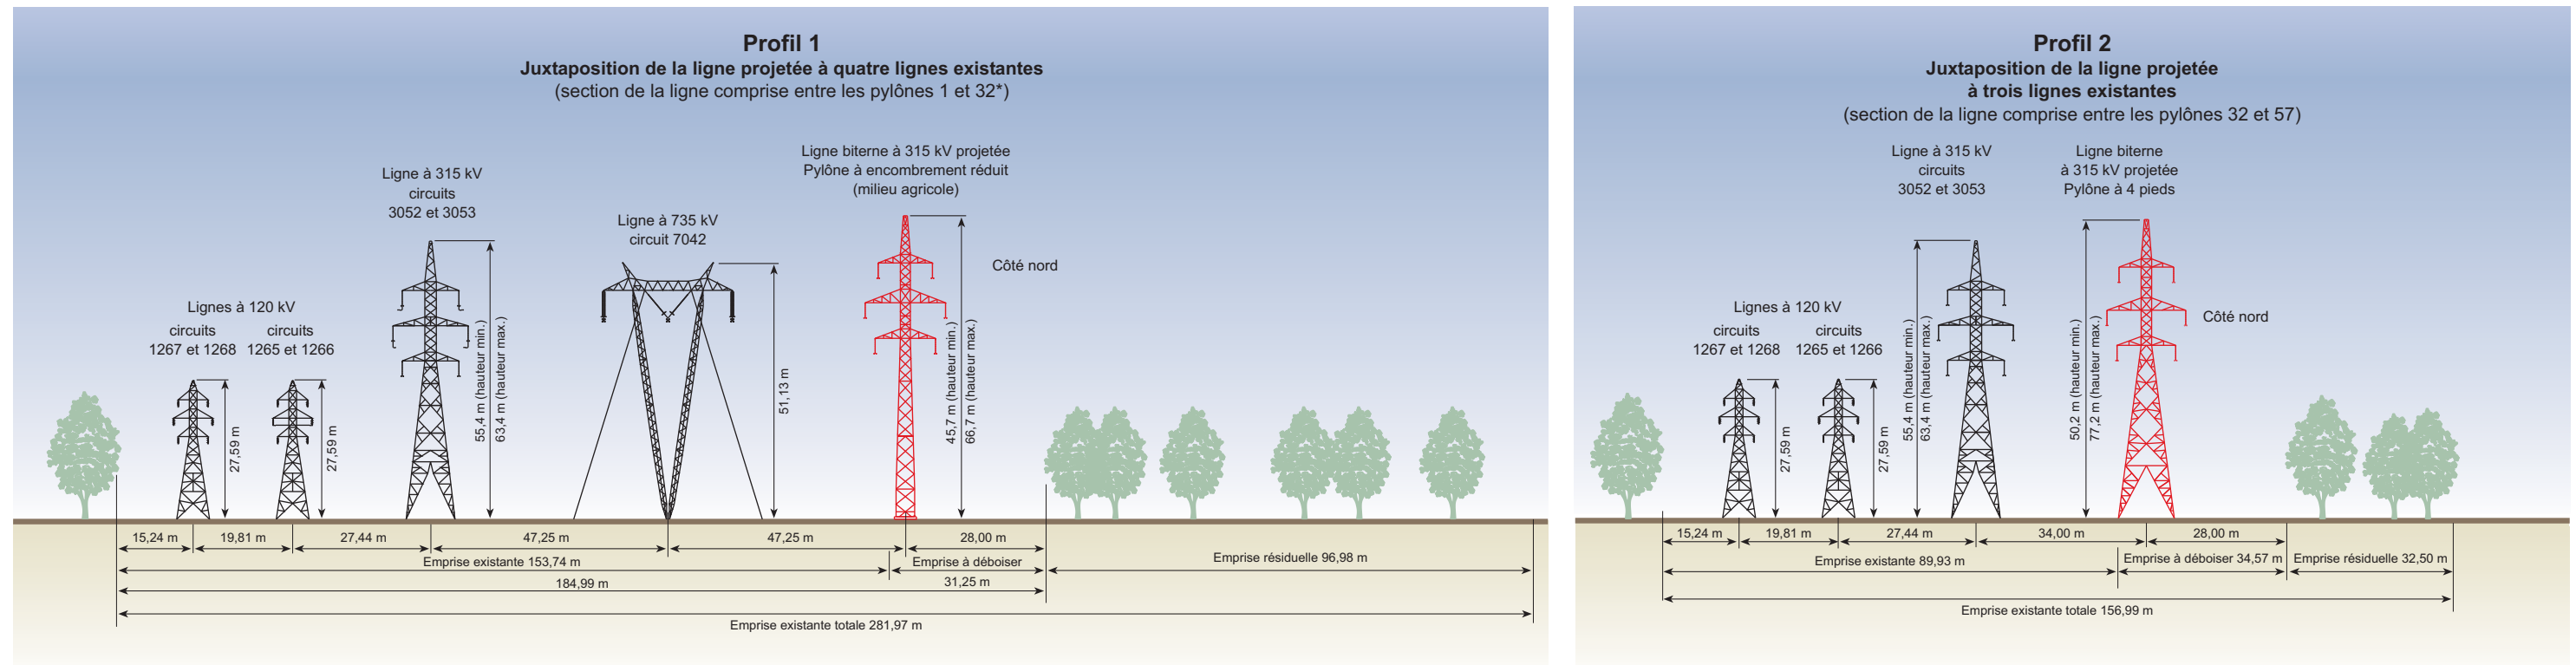 Profil 1
Juxtaposition de la ligne projetée à quatre lignes existantes
(section de la ligne comprise entre les pylônes 1 et 32*)
Ligne biterne à 315 kV projetée
Pylône à encombrement réduit
(milieu agricole)
Ligne à 315 kV
circuits
3052 et 3053
Ligne à 735 kV
circuit 7042
Côté nord
Lignes à 120 kV
circuits
1267 et 1268
circuits
1265 et 1266
27,59 m
27,59 m
55,4 m (hauteur min.)
63,4 m (hauteur max.)
51,13 m
45,7 m (hauteur min.)
66,7 m (hauteur max.)
15,24 m
19,81 m
27,44 m
47,25 m
47,25 m
28,00 m
Emprise existante 153,74 m
Emprise à déboiser
31,25 m
Emprise résiduelle 96,98 m
184,99 m
Emprise existante totale 281,97 m
Profil 2
Juxtaposition de la ligne projetée
à trois lignes existantes
(section de la ligne comprise entre les pylônes 32 et 57)
Ligne à 315 kV
circuits
3052 et 3053
Ligne biterne
à 315 kV projetée
Pylône à 4 pieds
Côté nord
Lignes à 120 kV
circuits
1267 et 1268
circuits
1265 et 1266
27,59 m
27,59 m
55,4 m (hauteur min.)
63,4 m (hauteur max.)
50,2 m (hauteur min.)
77,2 m (hauteur max.)
15,24 m
19,81 m
27,44 m
34,00 m
28,00 m
Emprise existante 89,93 m
Emprise à déboiser 34,57 m
Emprise résiduelle 32,50 m
Emprise existante totale 156,99 m